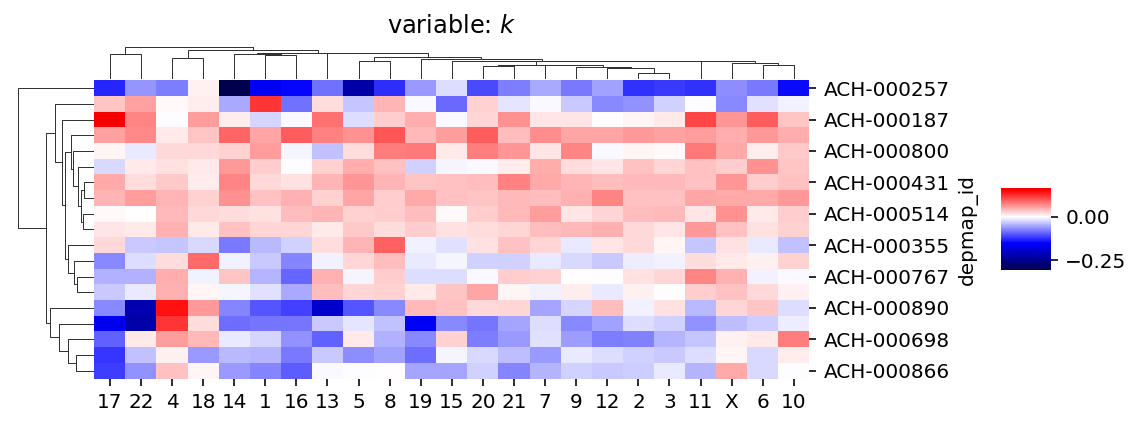 variable: k
ACH-000257
ACH-000187
ACH-000800
ACH-000431
ACH-000514
ACH-000355
ACH-000767
ACH-000890
ACH-000698
ACH-000866
depmap_id
0.00
−0.25
17 22 4 18 14 1 16 13 5 8 19 15 20 21 7 9 12 2 3 11 X 6 10